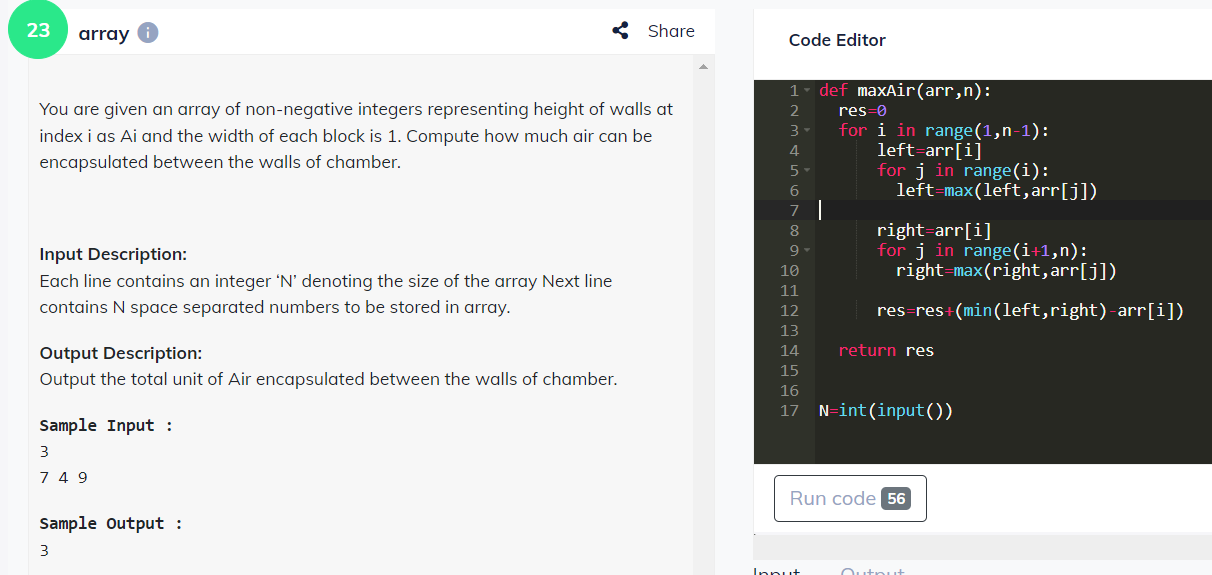 23
array i
Share
You are given an array of non-negative integers representing height of walls at
index i as Ai and the width of each block is 1. Compute how much air can be
encapsulated between the walls of chamber.
Input Description:
Each line contains an integer ‘N’ denoting the size of the array Next line
contains N space separated numbers to be stored in array.
Output Description:
Output the total unit of Air encapsulated between the walls of chamber.
Sample Input :
3
7 4 9
Sample Output :
3
Code Editor
1 def maxAir(arr,n):
2   res=0
3   for i in range(1,n-1):
4       left=arr[i]
5       for j in range(i):
6         left=max(left,arr[j])
7
8       right=arr[i]
9       for j in range(i+1,n):
10         right=max(right,arr[j])
11
12       res=res+(min(left,right)-arr[i])
13
14   return res
15
16
17 N=int(input())
Run code 56
Input Output